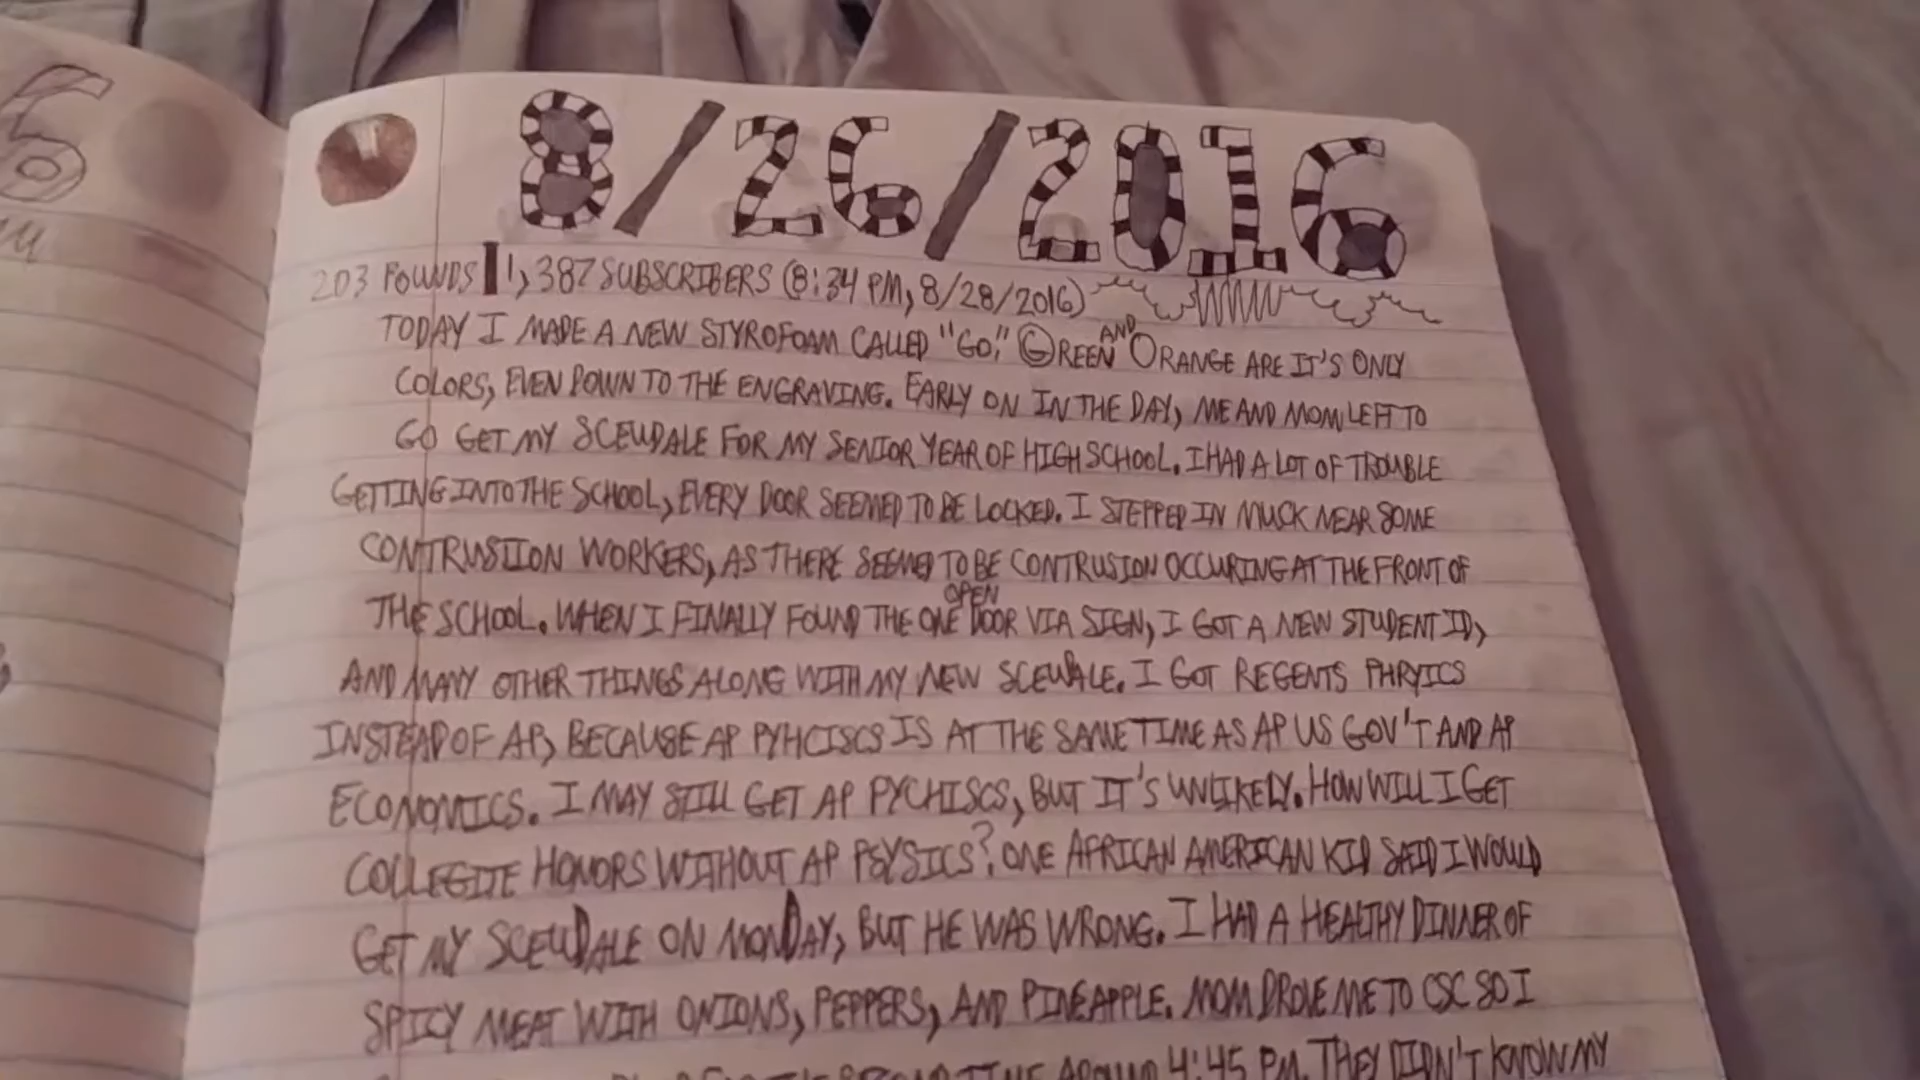 8/26/2016
203 POUNDS 1,387 SUBSCRIBERS (8:34 PM, 8/28/2016)
TODAY I MADE A NEW STYROFOAM CALLED "GO," GREEN AND ORANGE ARE IT'S ONLY
COLORS, EVEN DOWN TO THE ENGRAVING. EARLY ON IN THE DAY, ME AND MOM LEFT TO
GO GET MY SCEUDALE FOR MY SENIOR YEAR OF HIGH SCHOOL. I HAD A LOT OF TROUBLE
GETTING INTO THE SCHOOL, EVERY DOOR SEEMED TO BE LOCKED. I STEPPED IN MUCK NEAR SOME
CONTRUSTION WORKERS, AS THERE SEEMED TO BE CONTRUSION OCCURING AT THE FRONT OF
THE SCHOOL. WHEN I FINALLY FOUND THE ONE OPEN DOOR VIA SIGN, I GOT A NEW STUDENT ID,
AND MANY OTHER THINGS ALONG WITH MY NEW SCEUDALE. I GOT REGENTS PHRYICS
INSTEAD OF AP, BECAUSE AP PYHCISCS IS AT THE SAME TIME AS AP US GOV'T AND AP
ECONOMICS. I MAY STILL GET AP PYCHISCS, BUT IT'S UNLIKELY. HOW WILL I GET
COLLEGITE HONORS WITHOUT AP PSYSICS? ONE AFRICAN AMERICAN KID SAID I WOULD
GET MY SCEUDALE ON MONDAY, BUT HE WAS WRONG. I HAD A HEALTHY DINNER OF
SPICY MEAT WITH ONIONS, PEPPERS, AND PINEAPPLE. MOM DROVE ME TO CSC SO I
TIME AROUND 4:45 PM. THEY DIDN'T KNOW MY